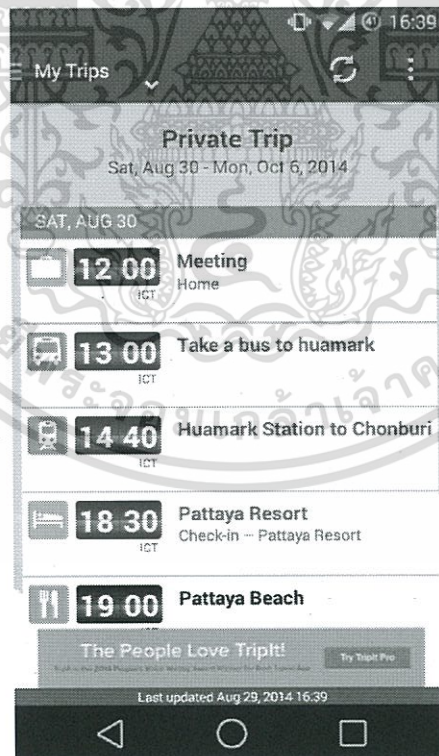 41 16:39
My Trips
Private Trip
Sat, Aug 30 - Mon, Oct 6, 2014
SAT, AUG 30
12 00 Meeting
Home
ICT
13 00 Take a bus to huamark
ICT
14 40 Huamark Station to Chonburi
ICT
18 30 Pattaya Resort
Check-in – Pattaya Resort
ICT
19 00 Pattaya Beach
The People Love TripIt!
Try TripIt Pro
Last updated Aug 29, 2014 16:39